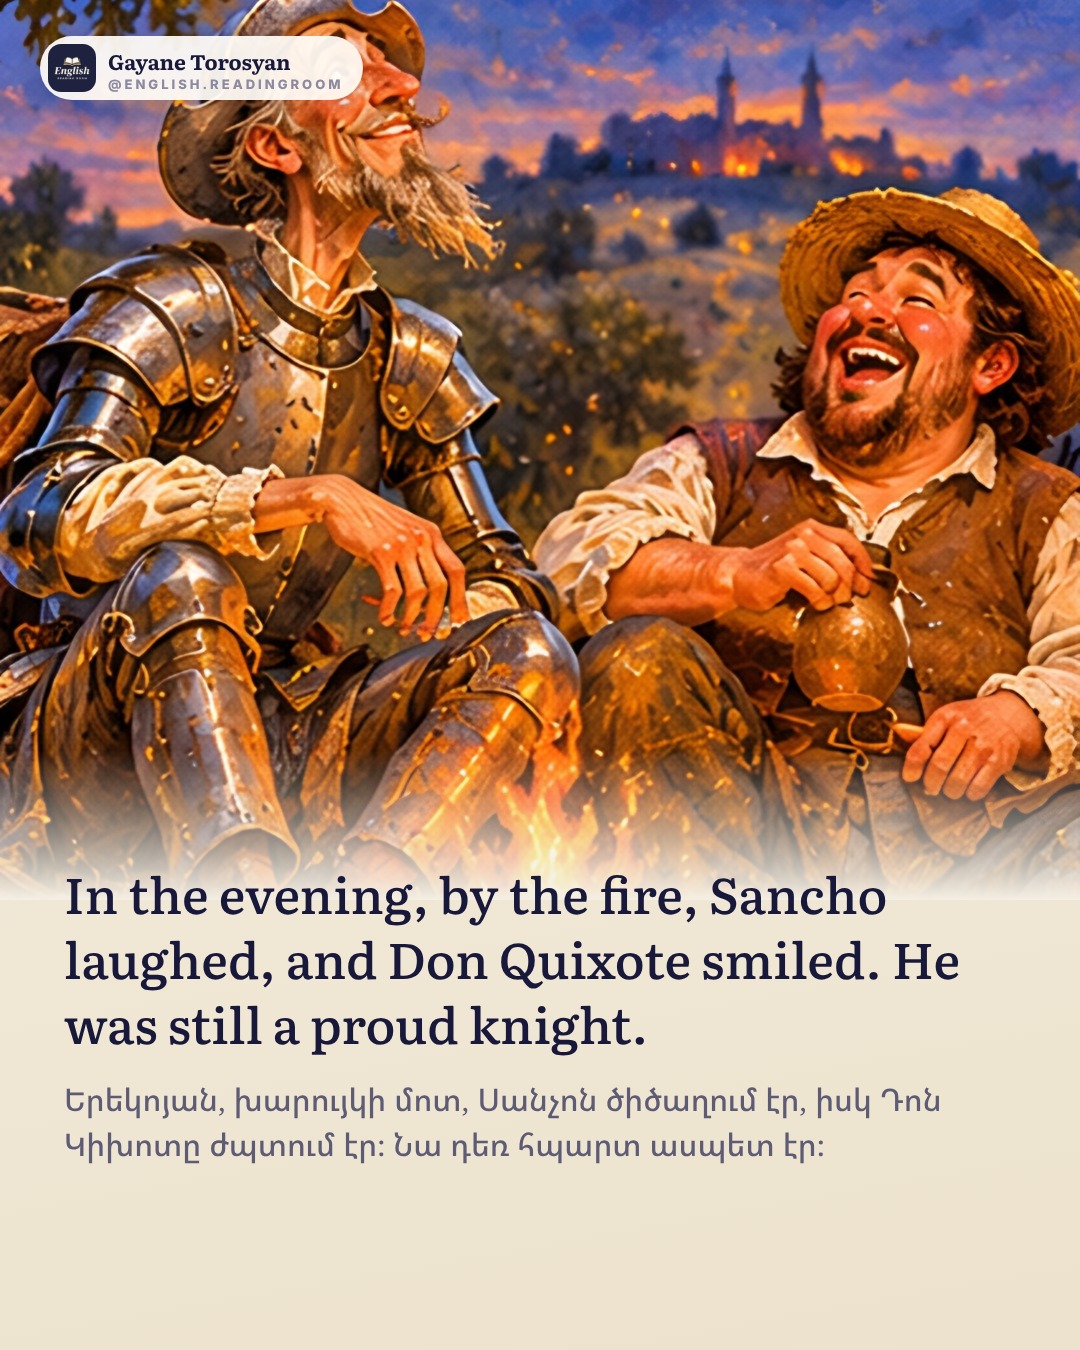 English
Gayane Torosyan
@ENGLISH.READINGROOM
In the evening, by the fire, Sancho
laughed, and Don Quixote smiled. He
was still a proud knight.
Երեկոյան, խարույկի մոտ, Սանչոն ծիծաղում էր, իսկ Դոն
Կիխոտը ժպտում էր: Նա դեռ հպարտ ասպետ էր: